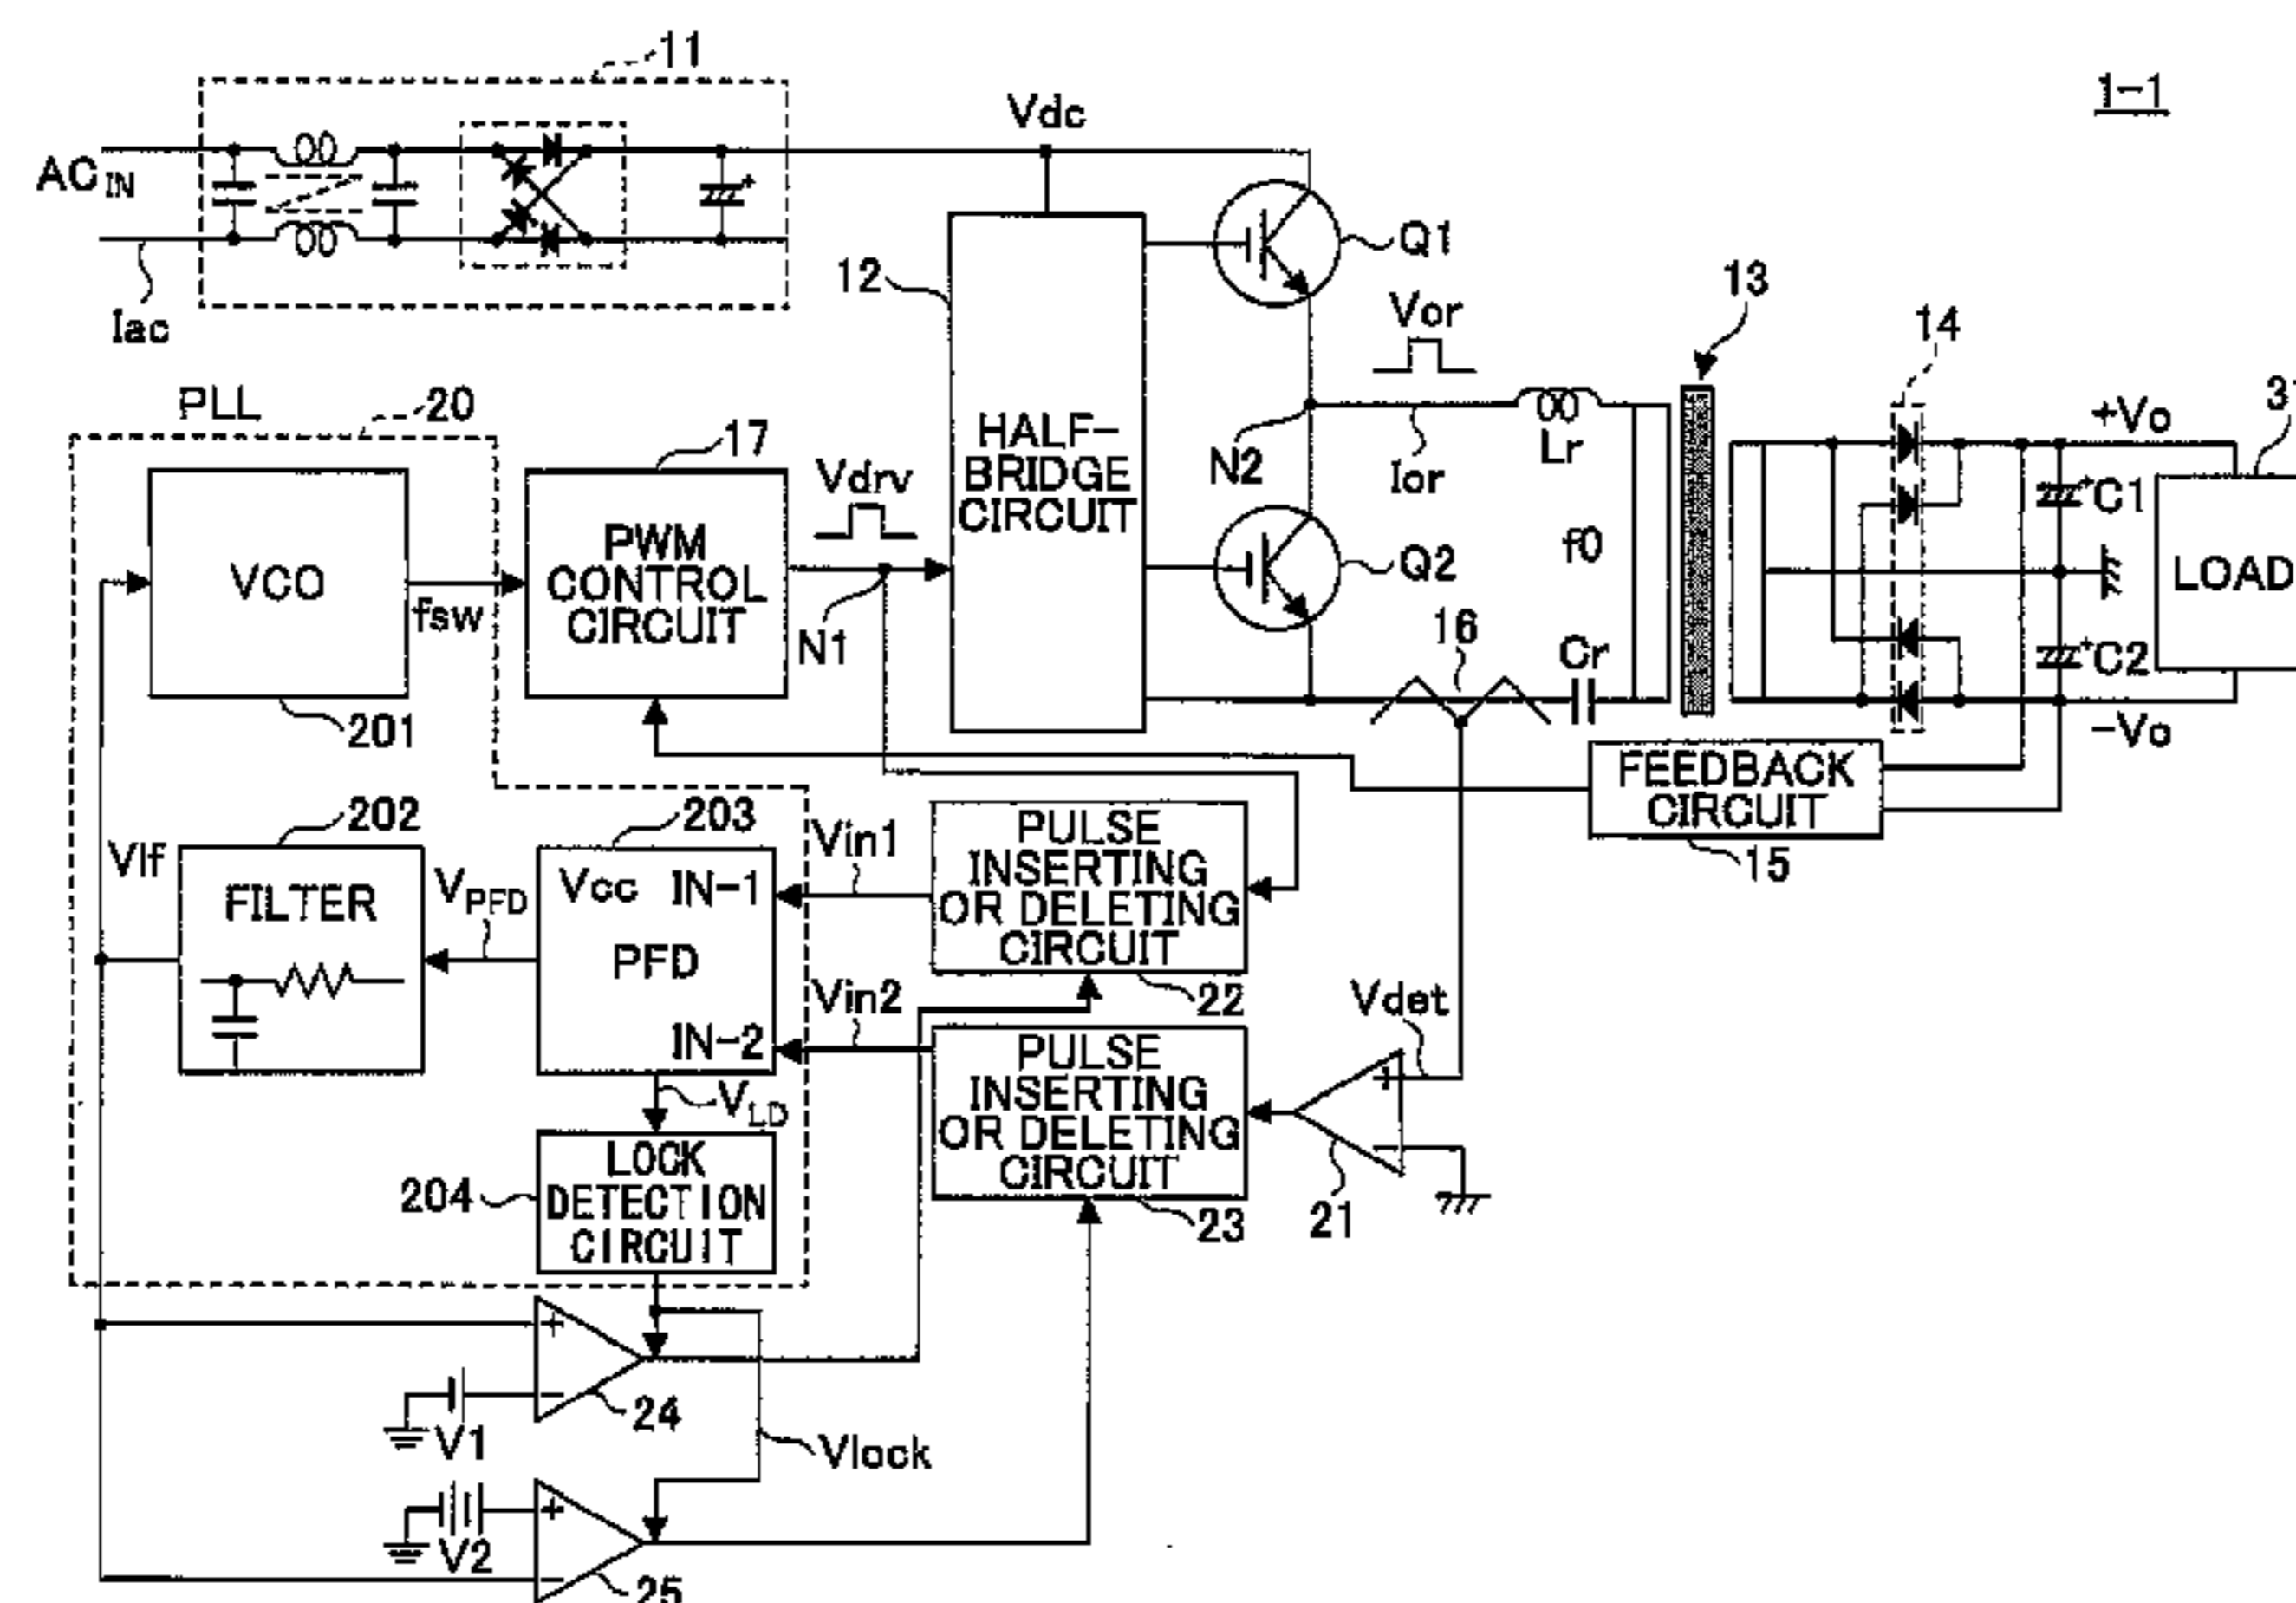 11
1-1
Vdc
AC IN
Iac
12
Q1
13
Vor
14
PLL
20
17
Vdrv
HALF-
BRIDGE
CIRCUIT
N2
Ior
Lr
+Vo
C1
VCO
fsw
PWM
CONTROL
CIRCUIT
N1
Q2
f0
LOAD
16
Cr
C2
201
-Vo
FEEDBACK
CIRCUIT
15
202
203
Vin1
PULSE
INSERTING
OR DELETING
CIRCUIT
22
Vlf
FILTER
VPFD
Vcc
IN-1
PFD
IN-2
Vin2
Vdet
PULSE
INSERTING
OR DELETING
CIRCUIT
23
+
-
21
VLD
204
LOCK
DETECTION
CIRCUIT
+
-
24
V1
Vlock
+
-
V2
25